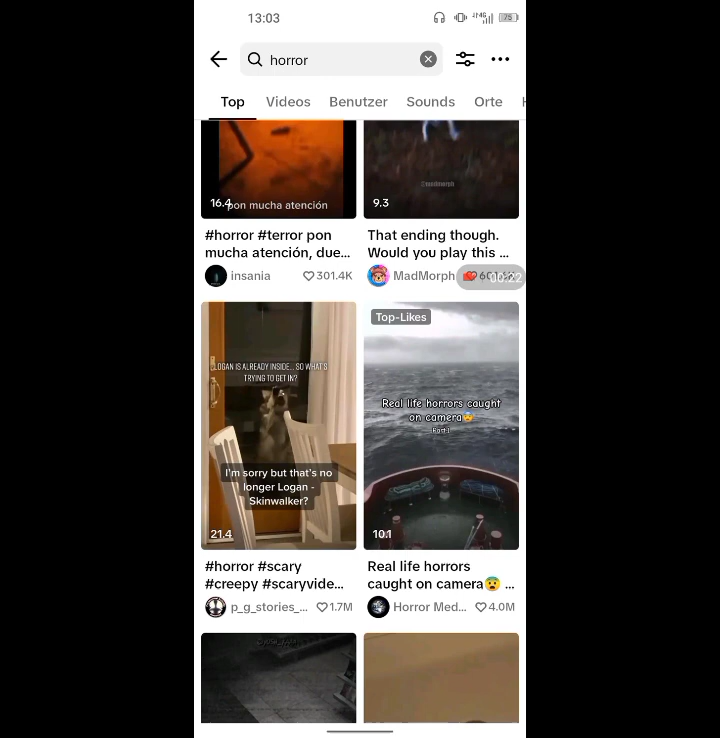 13:03
4G
75
horror
Top
Videos
Benutzer
Sounds
Orte
16.4
pon mucha atención
9.3
#horror #terror pon
mucha atención, due...
That ending though.
Would you play this ...
insania
301.4K
MadMorph
00:22
Top-Likes
LOGAN IS ALREADY INSIDE... SO WHAT'S
TRYING TO GET IN?
Real life horrors caught
on camera😨
Part 1
I'm sorry but that's no
longer Logan -
Skinwalker?
21.4
10.1
#horror #scary
#creepy #scaryvide...
Real life horrors
caught on camera😨 ...
p_g_stories_...
1.7M
Horror Med...
4.0M